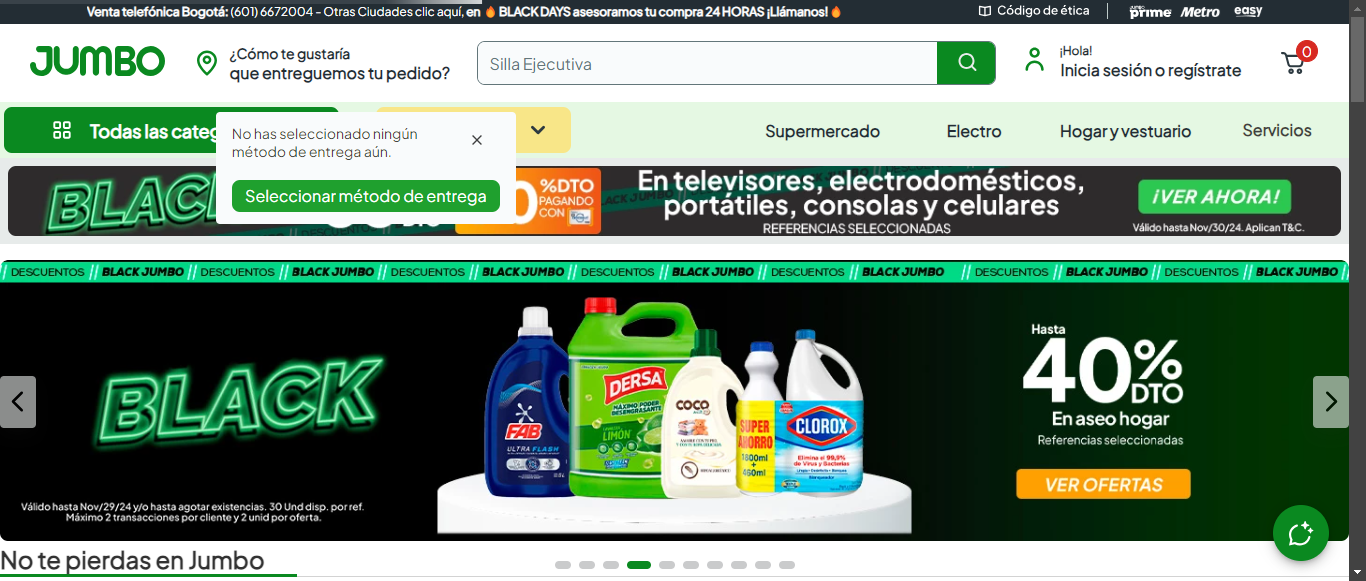 Venta telefónica Bogotá: (601) 6672004 - Otras Ciudades clic aquí, en 🔥 BLACK DAYS asesoramos tu compra 24 HORAS ¡Llámanos! 🔥
Código de ética
prime
Metro
easy
JUMBO
¿Cómo te gustaría
que entreguemos tu pedido?
Silla Ejecutiva
¡Hola!
Inicia sesión o regístrate
0
Todas las categ
No has seleccionado ningún
método de entrega aún.
Seleccionar método de entrega
Supermercado
Electro
Hogar y vestuario
Servicios
BLACK
%DTO
PAGANDO
CON
En televisores, electrodomésticos,
portátiles, consolas y celulares
REFERENCIAS SELECCIONADAS
¡VER AHORA!
Válido hasta Nov/30/24. Aplican T&C.
DESCUENTOS // BLACK JUMBO // DESCUENTOS // BLACK JUMBO // DESCUENTOS // BLACK JUMBO // DESCUENTOS // BLACK JUMBO // DESCUENTOS // BLACK JUMBO // DESCUENTOS // BLACK JUMBO // DESCUENTOS // BLACK JUMBO //
BLACK
FAB
ULTRA FLASH
DERSA
MÁXIMO PODER
DESENGRASANTE
LIMÓN
COCO
SUPER
AHORRO
1800ml
+
460ml
CLOROX
Elimina el 99,9%
de Virus y Bacterias
Hasta
40%
DTO
En aseo hogar
Referencias seleccionadas
VER OFERTAS
Válido hasta Nov/29/24 y/o hasta agotar existencias. 30 Und disp. por ref.
Máximo 2 transacciones por cliente y 2 unid por oferta.
No te pierdas en Jumbo